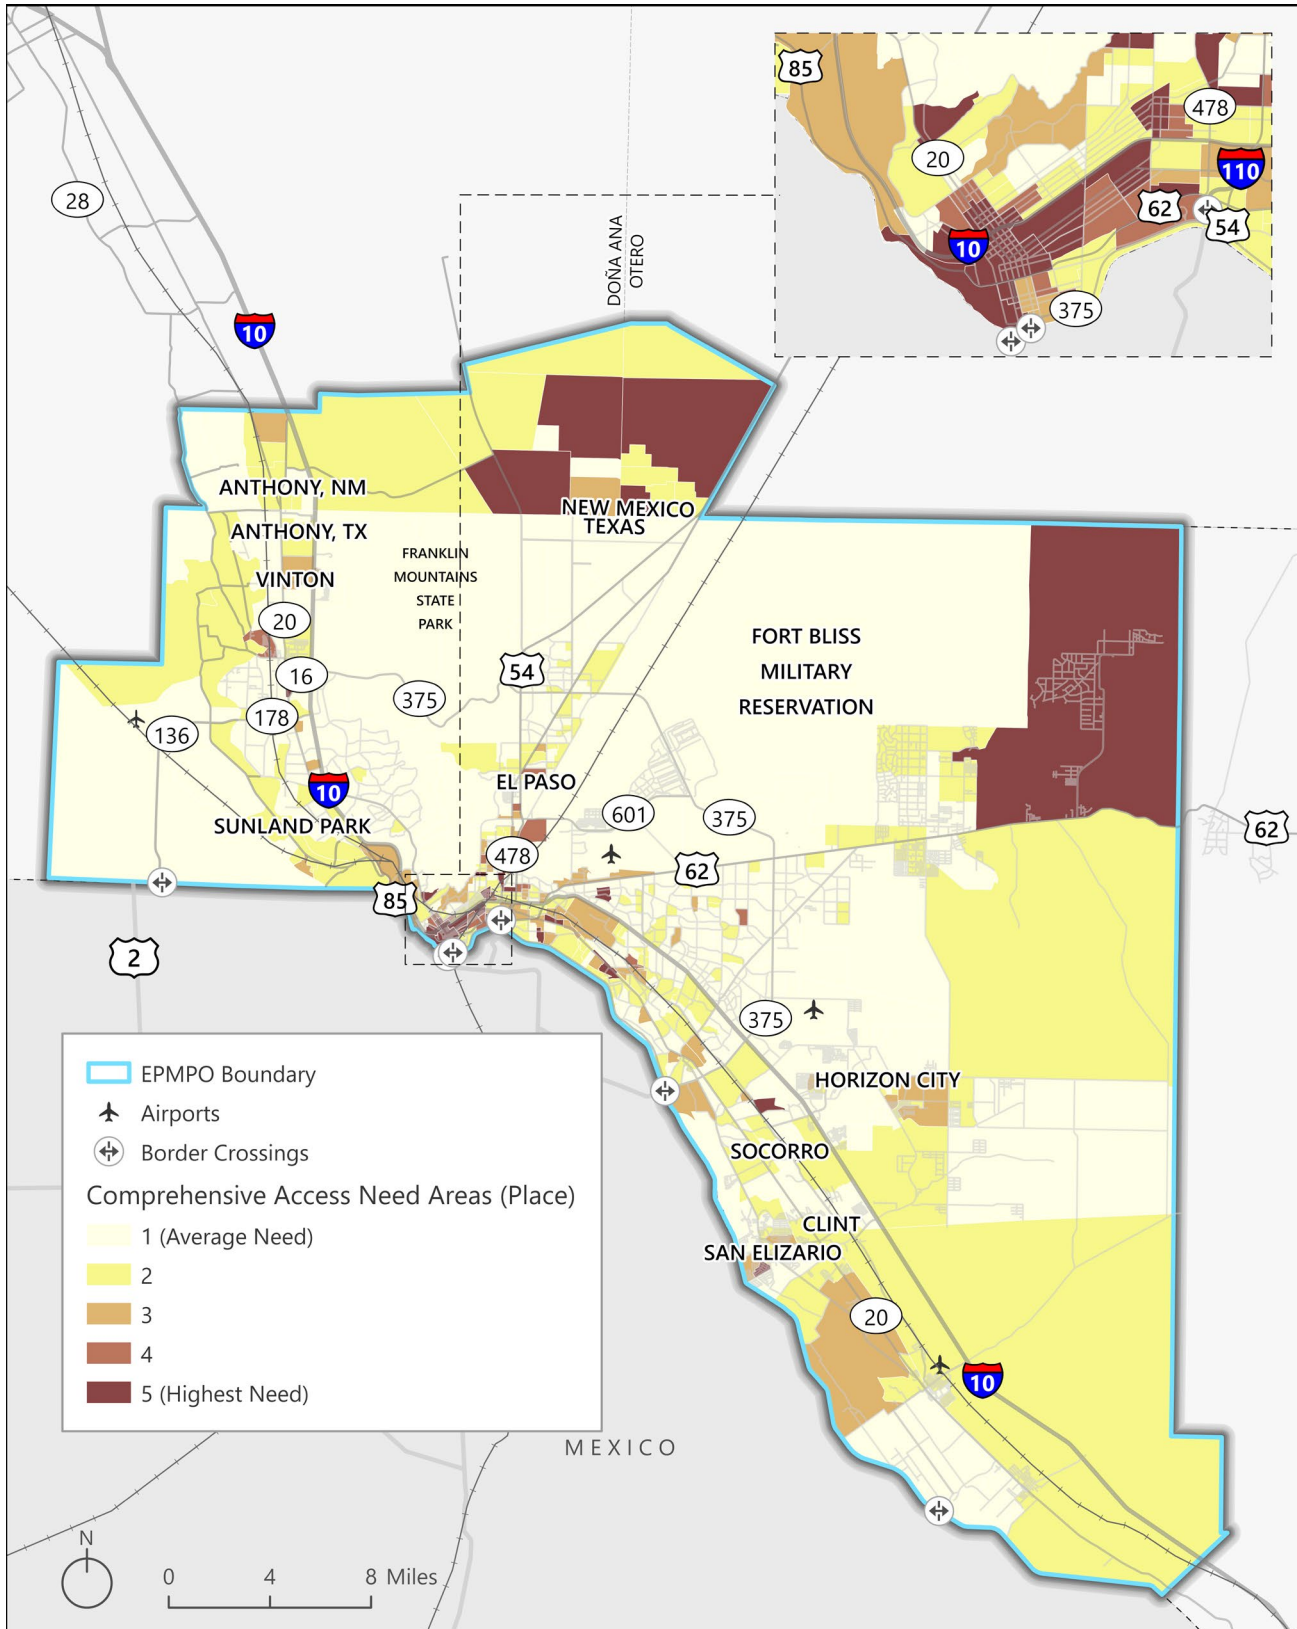 85
478
20
110
62
54
10
375
28
DOÑA ANA
OTERO
10
ANTHONY, NM
NEW MEXICO
TEXAS
ANTHONY, TX
FRANKLIN
MOUNTAINS
STATE
PARK
VINTON
20
FORT BLISS
MILITARY
RESERVATION
54
16
375
178
136
EL PASO
10
601
375
SUNLAND PARK
62
478
62
85
2
375
HORIZON CITY
SOCORRO
CLINT
SAN ELIZARIO
20
10
EPMPO Boundary
Airports
Border Crossings
Comprehensive Access Need Areas (Place)
1 (Average Need)
2
3
4
5 (Highest Need)
MEXICO
N
0 4 8 Miles